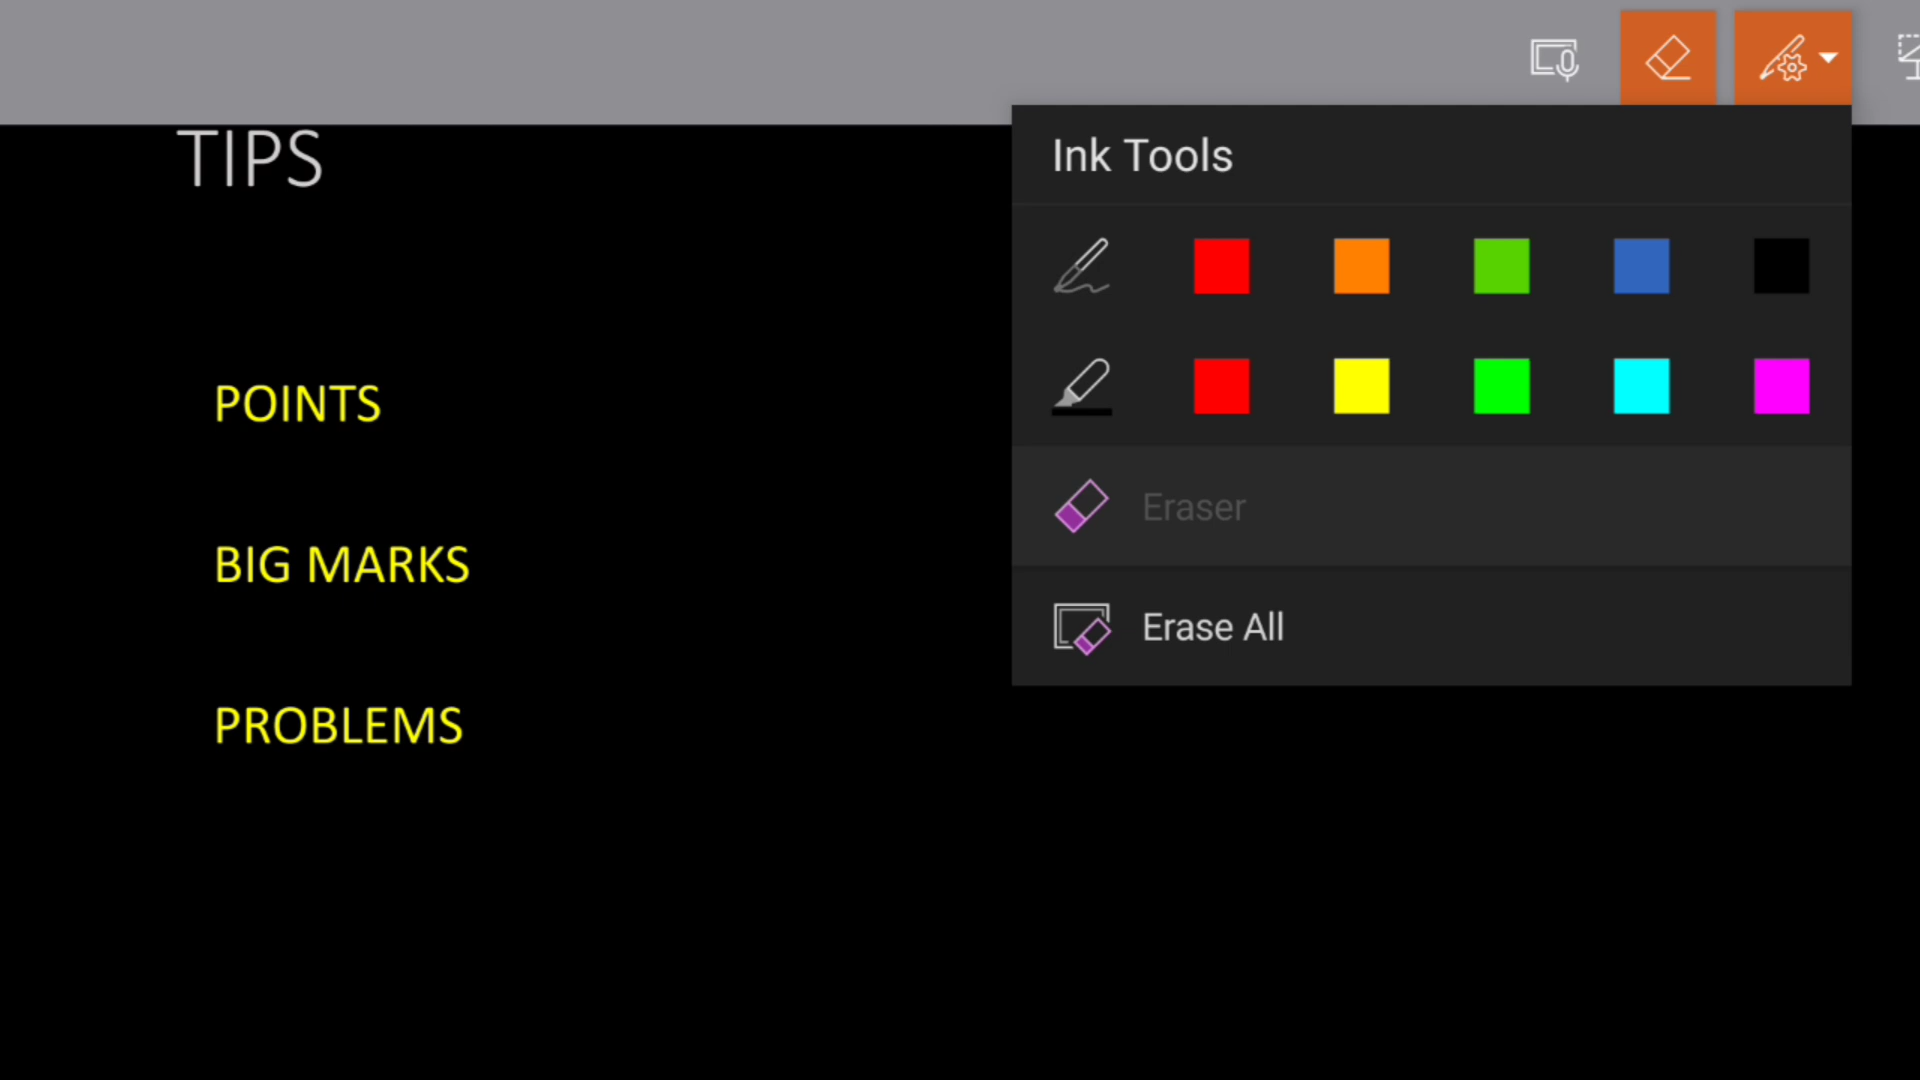 TIPS
POINTS
BIG MARKS
PROBLEMS
Ink Tools
Eraser
Erase All